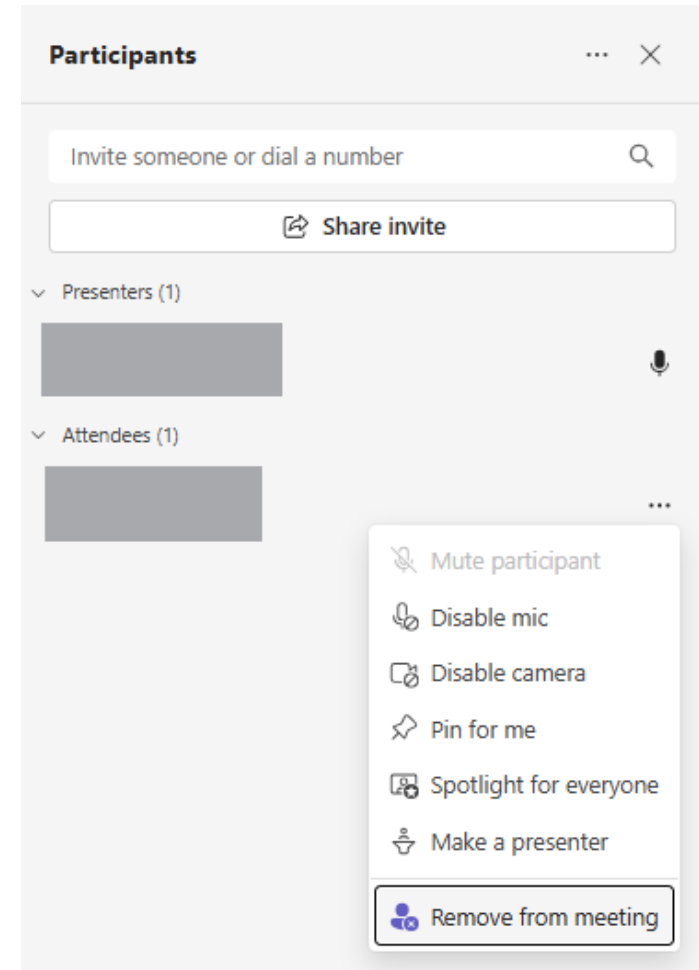 Participants
Invite someone or dial a number
Share invite
Presenters (1)
Attendees (1)
Mute participant
Disable mic
Disable camera
Pin for me
Spotlight for everyone
Make a presenter
Remove from meeting